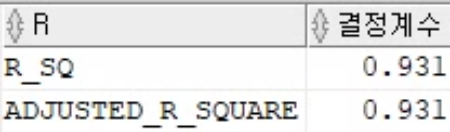 R 결정계수
R_SQ 0.931
ADJUSTED_R_SQUARE 0.931